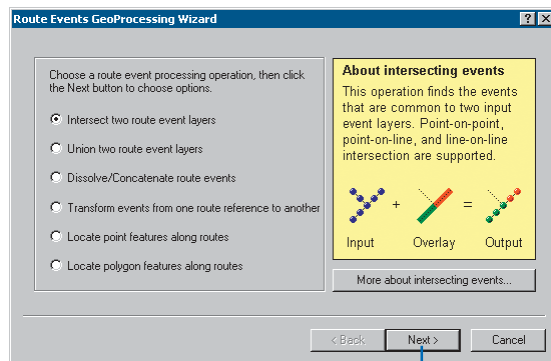 Route Events GeoProcessing Wizard
Choose a route event processing operation, then click
the Next button to choose options.
Intersect two route event layers
Union two route event layers
Dissolve/Concatenate route events
Transform events from one route reference to another
Locate point features along routes
Locate polygon features along routes
About intersecting events
This operation finds the events
that are common to two input
event layers. Point-on-point,
point-on-line, and line-on-line
intersection are supported.
+ =
Input Overlay Output
More about intersecting events...
< Back Next > Cancel